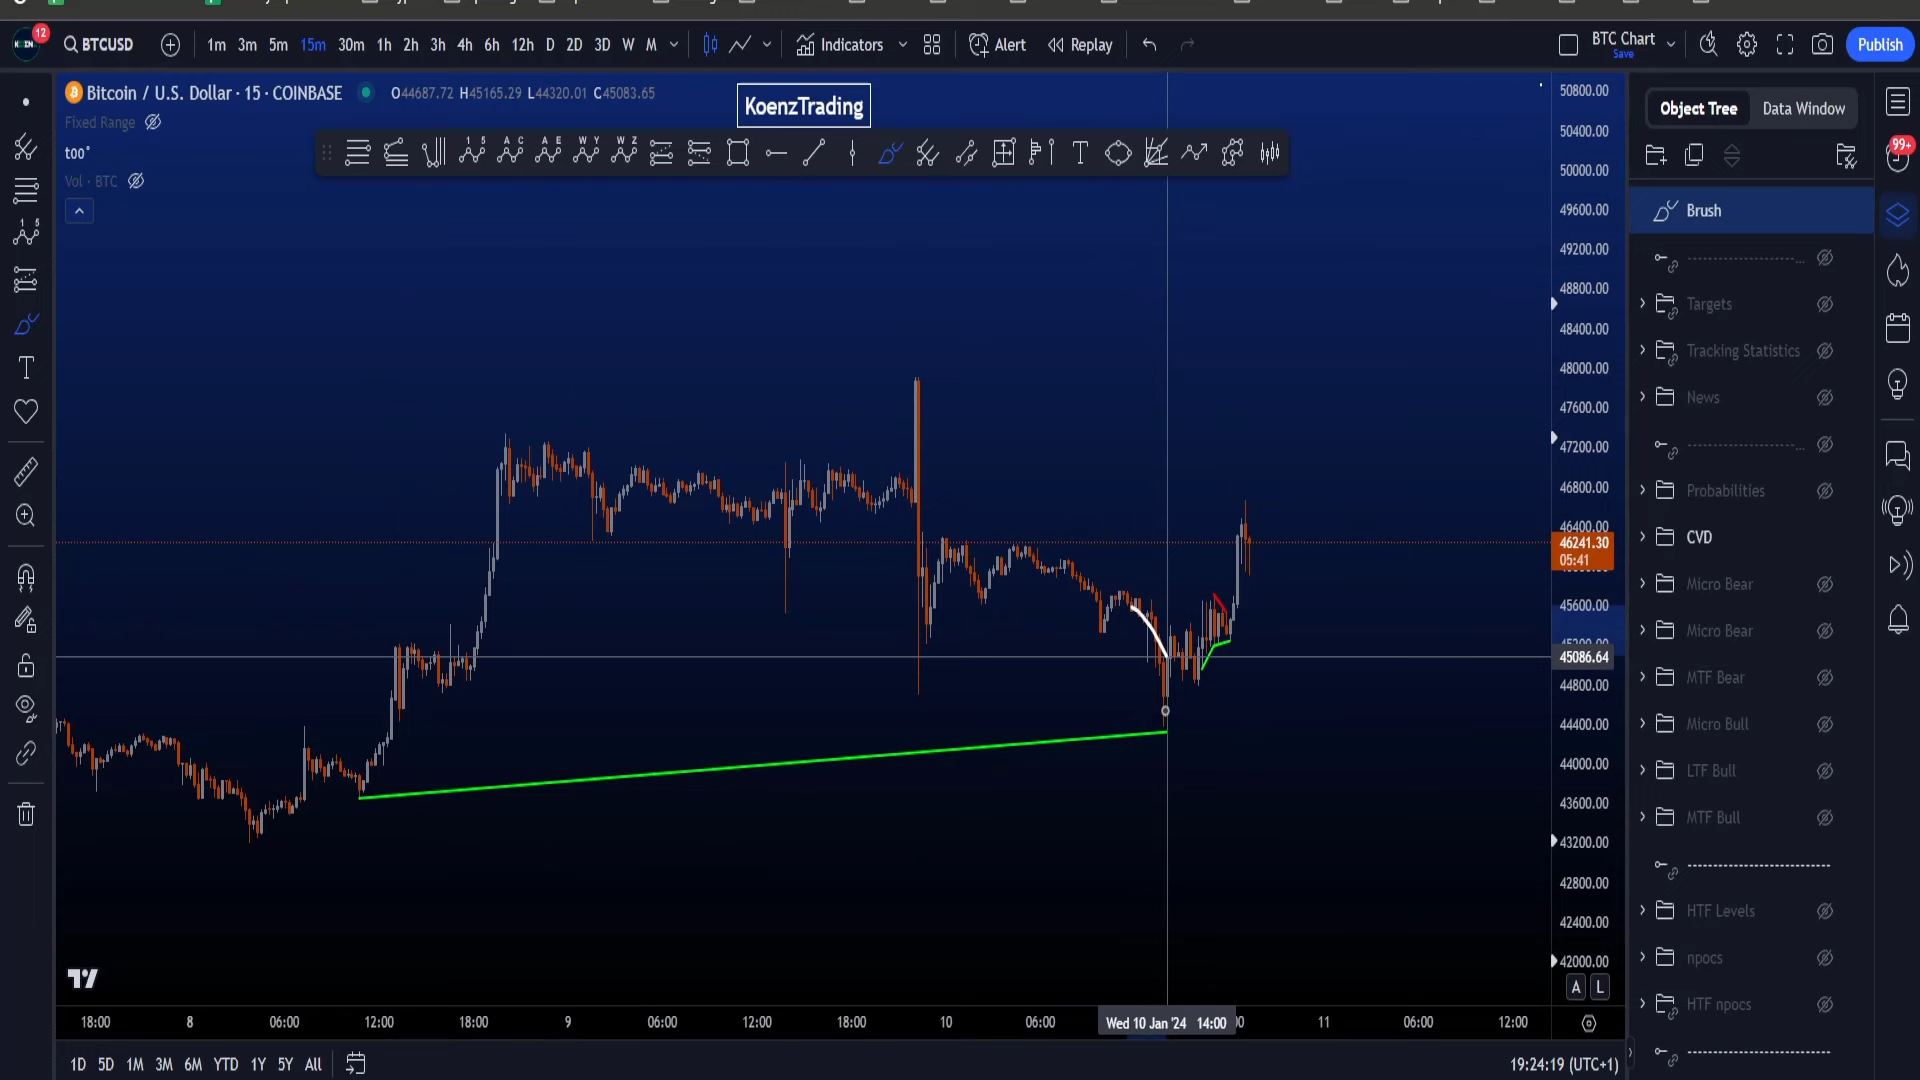 12
BTCUSD 1m 3m 5m 15m 30m 1h 2h 3h 4h 6h 12h D 2D 3D W M Indicators Alert Replay BTC Chart Save Publish
Bitcoin / U.S. Dollar · 15 · COINBASE O44687.72 H45165.29 L44320.01 C45083.65
KoenzTrading
Fixed Range
too°
Vol · BTC
1 5
A C
A E
W Y
W Z
T
50800.00
50400.00
50000.00
49600.00
49200.00
48800.00
48400.00
48000.00
47600.00
47200.00
46800.00
46400.00
46241.30
05:41
45600.00
45200.00
45086.64
44800.00
44400.00
44000.00
43600.00
43200.00
42800.00
42400.00
42000.00
A L
18:00 8 06:00 12:00 18:00 9 06:00 12:00 18:00 10 06:00 Wed 10 Jan '24 14:00 11 06:00 12:00
1D 5D 1M 3M 6M YTD 1Y 5Y All
19:24:19 (UTC+1)
Object Tree Data Window
99+
Brush
Targets
Tracking Statistics
News
Probabilities
CVD
Micro Bear
Micro Bear
MTF Bear
Micro Bull
LTF Bull
MTF Bull
HTF Levels
npocs
HTF npocs